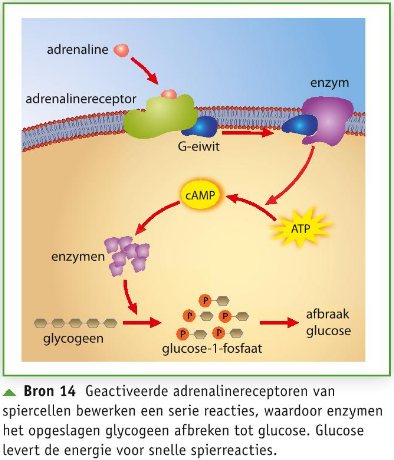 adrenaline
adrenalinereceptor
enzym
G-eiwit
cAMP
ATP
enzymen
P
P
P
P
P
P
glycogeen
glucose-1-fosfaat
afbraak
glucose
Bron 14 Geactiveerde adrenalinereceptoren van
spiercellen bewerken een serie reacties, waardoor enzymen
het opgeslagen glycogeen afbreken tot glucose. Glucose
levert de energie voor snelle spierreacties.